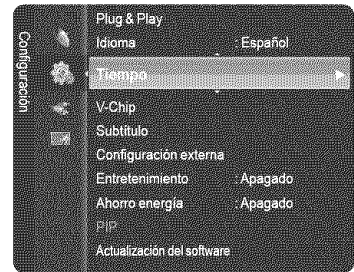 Configuración
Plug & Play
Idioma : Español
Tiempo
V-Chip
Subtítulo
Configuración externa
Entretenimiento : Apagado
Ahorro energía : Apagado
PIP
Actualización del software